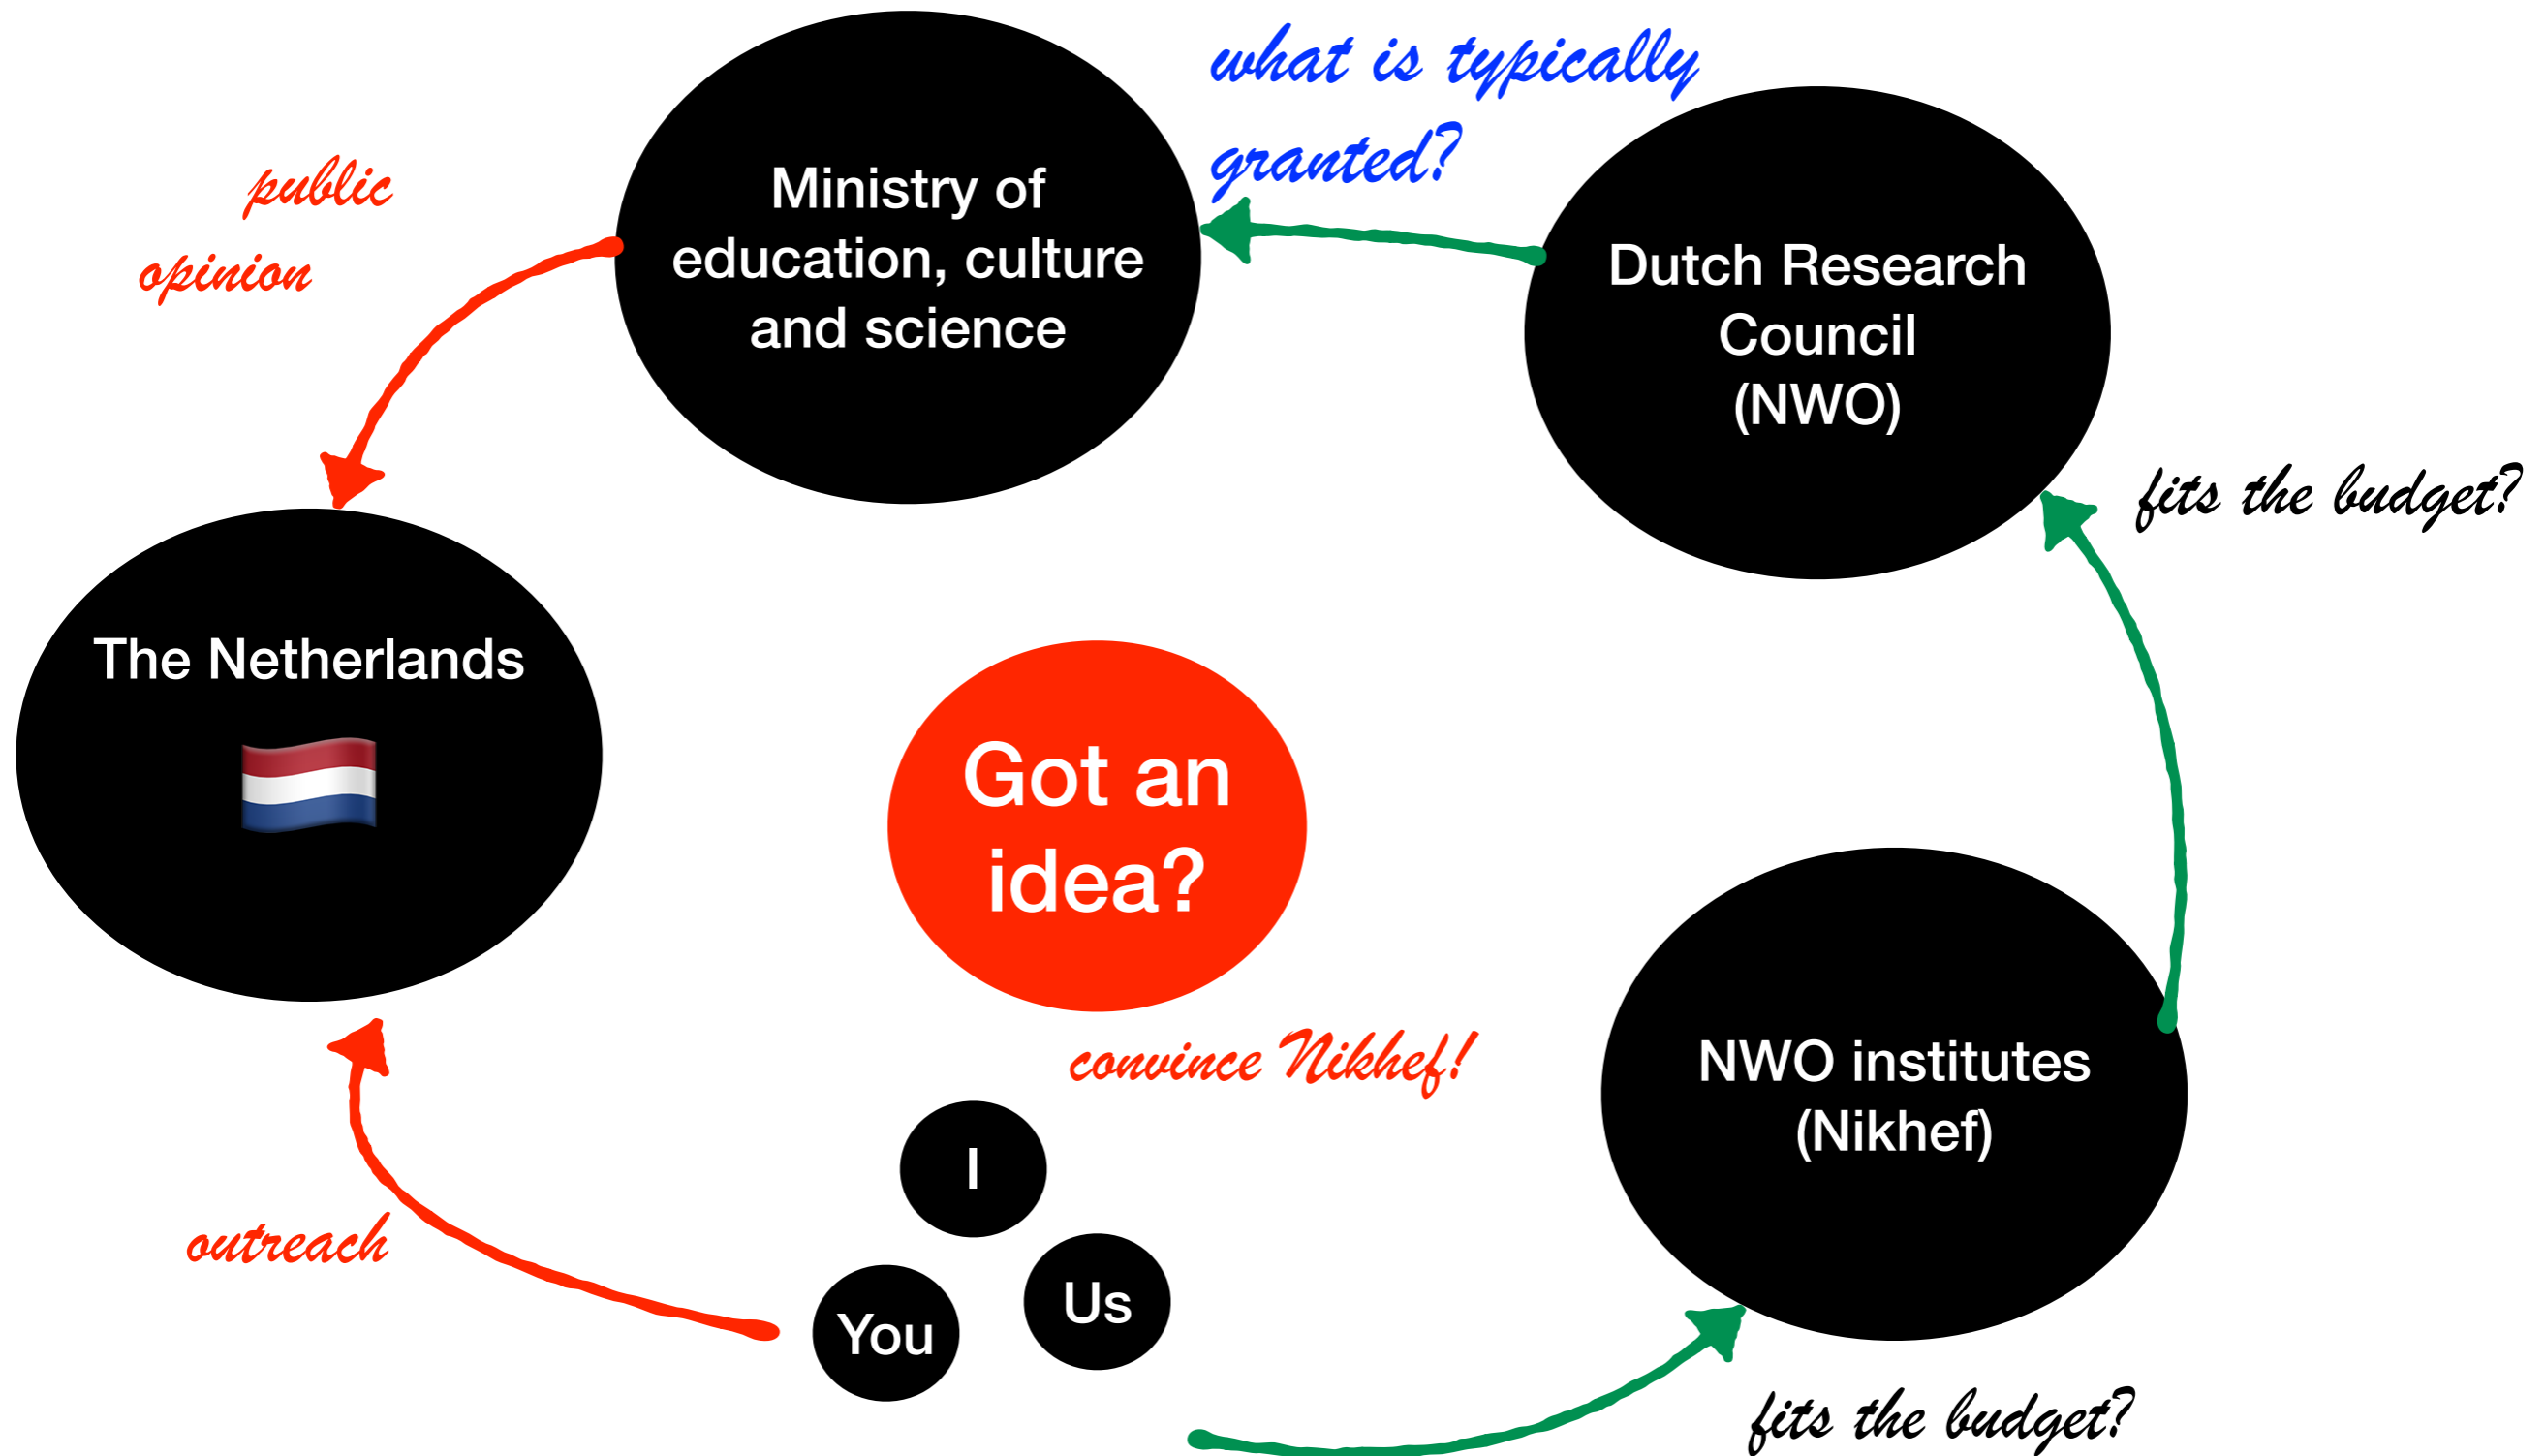 what is typically
granted?
public
opinion
Ministry of
education, culture
and science
Dutch Research
Council
(NWO)
fits the budget?
The Netherlands
Got an
idea?
convince Nikhef!
NWO institutes
(Nikhef)
I
Us
You
outreach
fits the budget?